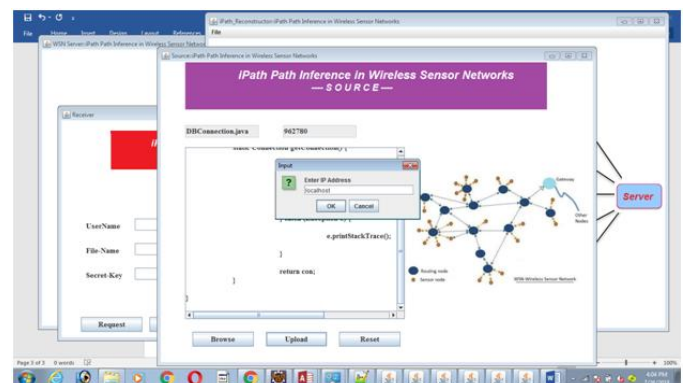 File Home Insert Design Layout References
iPath_Reconstructor:iPath Path Inference in Wireless Sensor Networks
File
WSN Server:iPath Path Inference in Wireless Sensor Networ
Source:iPath Path Inference in Wireless Sensor Networks
iPath Path Inference in Wireless Sensor Networks
---- S O U R C E ----
Receiver
DBConnection.java 962780
static Connection getConnection() {
Input
Enter IP Address
localhost
OK Cancel
e.printStackTrace();
}
return con;
}
}
UserName
File-Name
Secret-Key
Request
Browse Upload Reset
Gateway
Other
Nodes
Routing node
Sensor node
WSN-Wireless Sensor Network
Server
Page 3 of 3 0 words
100%
4:04 PM